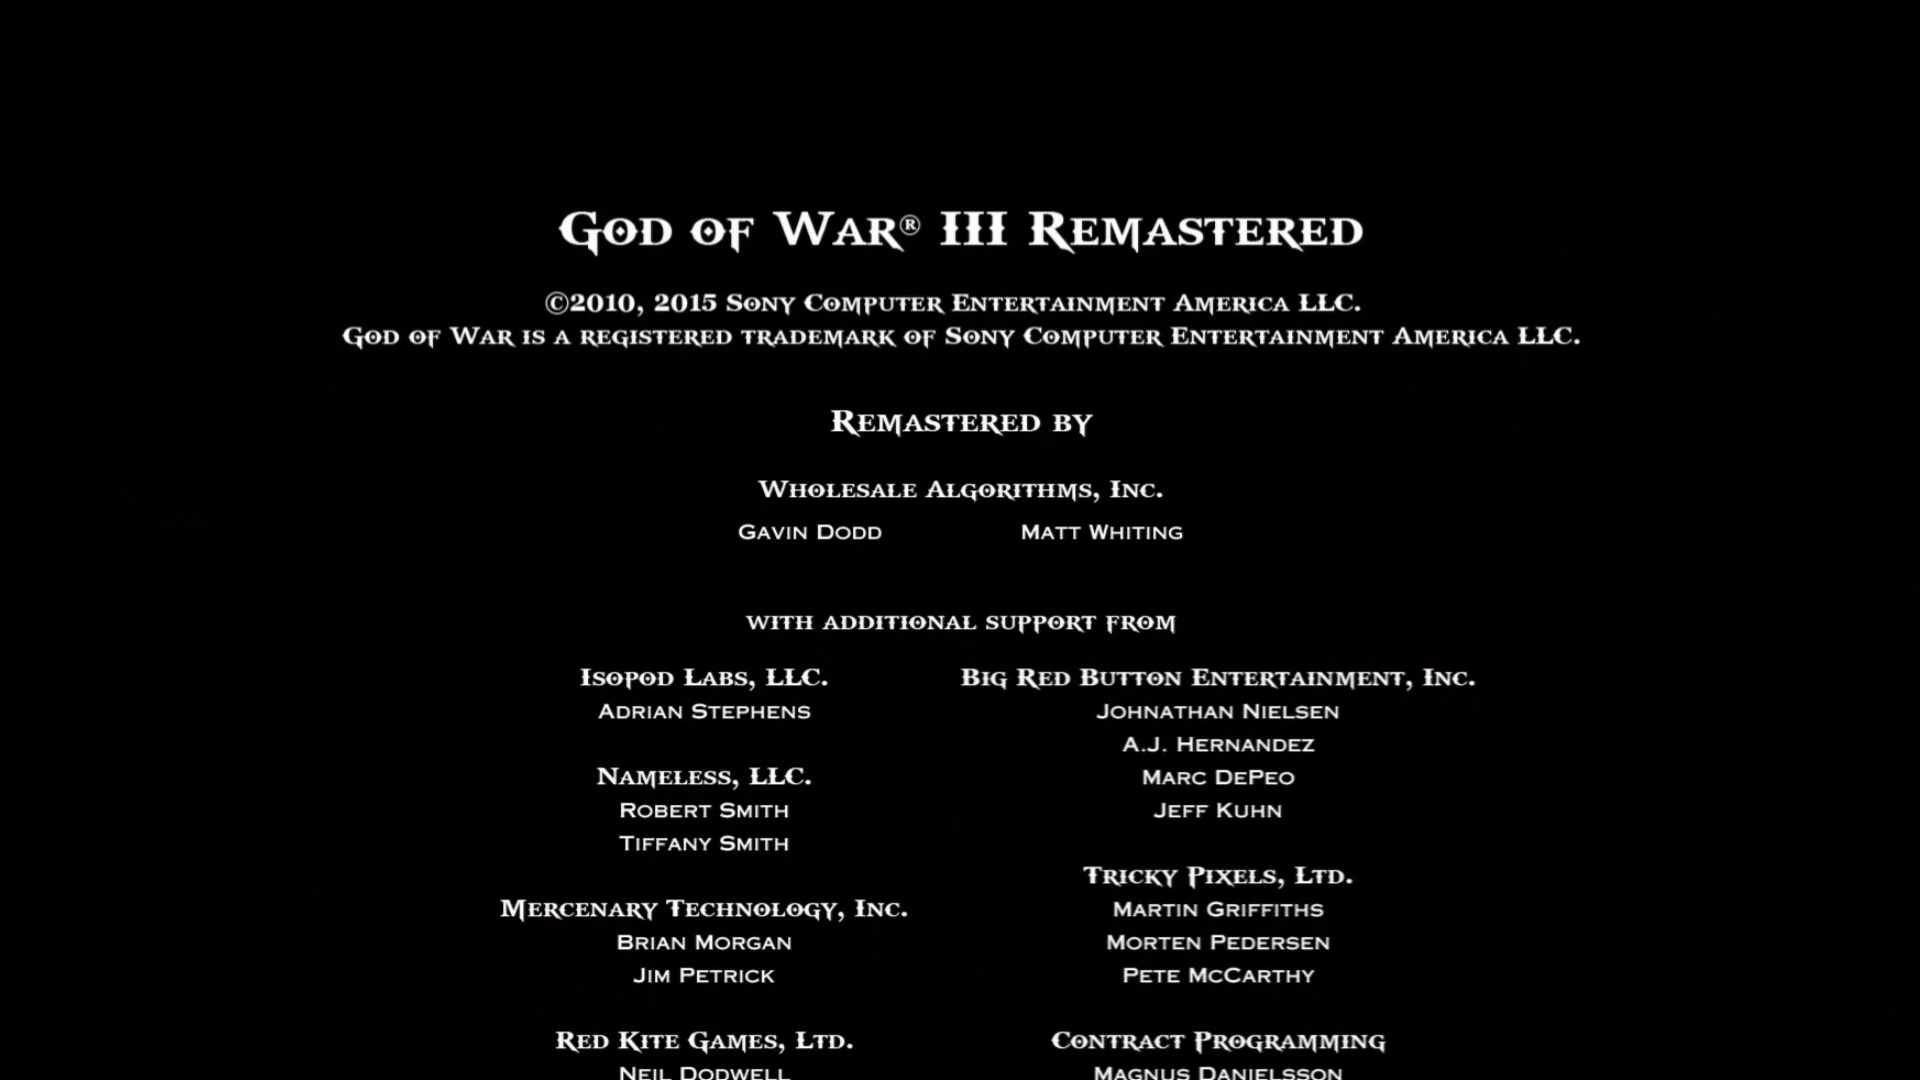 God of War® III Remastered
©2010, 2015 Sony Computer Entertainment America LLC.
God of War is a registered trademark of Sony Computer Entertainment America LLC.
Remastered by
Wholesale Algorithms, Inc.
Gavin Dodd Matt Whiting
with additional support from
Isopod Labs, LLC.
Adrian Stephens
Nameless, LLC.
Robert Smith
Tiffany Smith
Mercenary Technology, Inc.
Brian Morgan
Jim Petrick
Red Kite Games, Ltd.
Neil Dodwell
Big Red Button Entertainment, Inc.
Johnathan Nielsen
A.J. Hernandez
Marc DePeo
Jeff Kuhn
Tricky Pixels, Ltd.
Martin Griffiths
Morten Pedersen
Pete McCarthy
Contract Programming
Magnus Danielsson